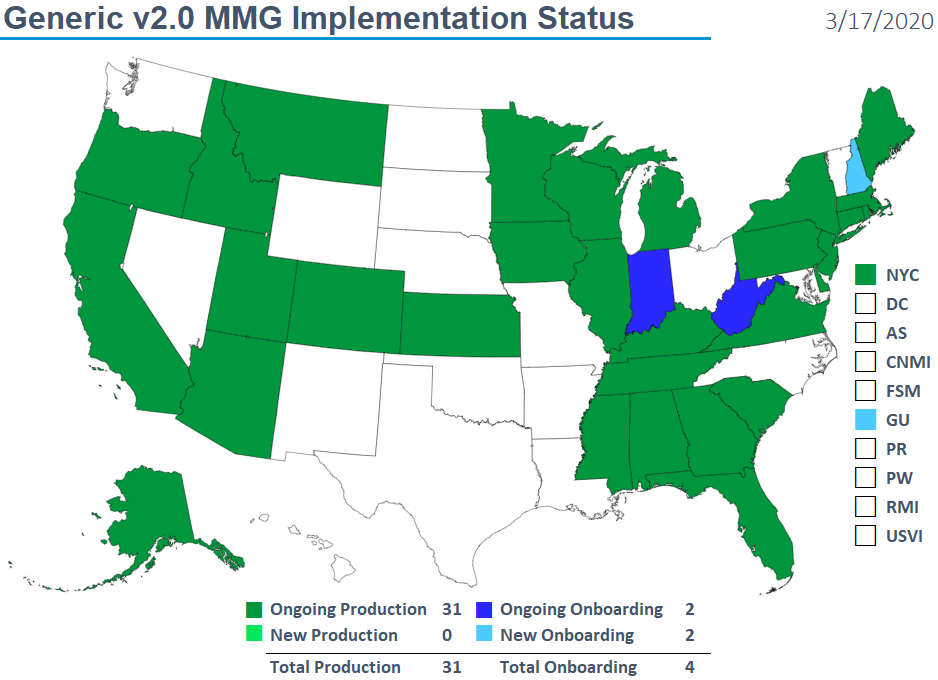 Generic v2.0 MMG Implementation Status
3/17/2020
NYC
DC
AS
CNMI
FSM
GU
PR
PW
RMI
USVI
Ongoing Production 31 Ongoing Onboarding 2
New Production 0 New Onboarding 2
Total Production 31 Total Onboarding 4